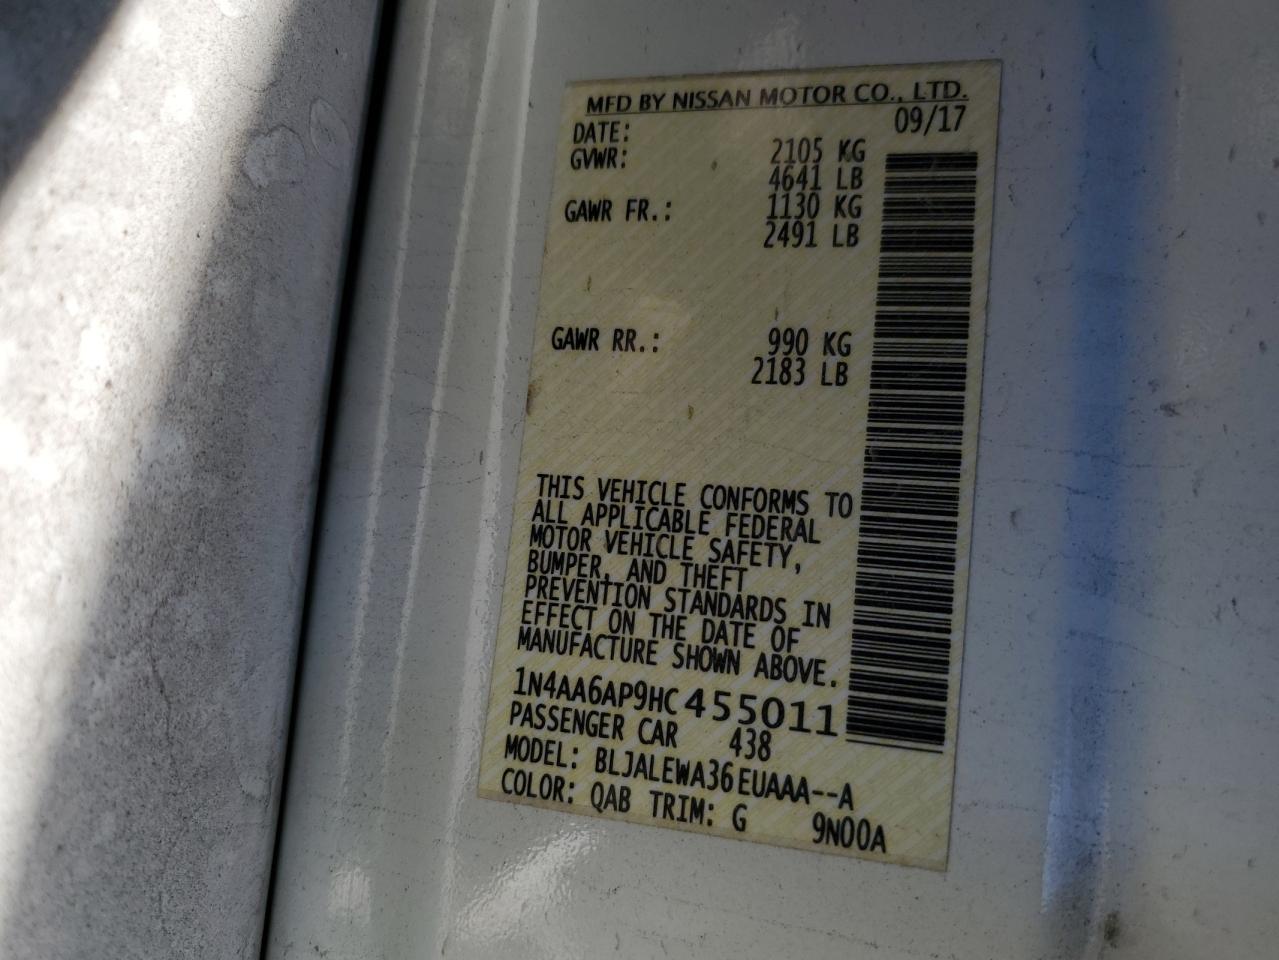 MFD BY NISSAN MOTOR CO., LTD.
DATE: 09/17
GVWR: 2105 KG
4641 LB
GAWR FR.: 1130 KG
2491 LB
GAWR RR.: 990 KG
2183 LB
THIS VEHICLE CONFORMS TO
ALL APPLICABLE FEDERAL
MOTOR VEHICLE SAFETY,
BUMPER, AND THEFT
PREVENTION STANDARDS IN
EFFECT ON THE DATE OF
MANUFACTURE SHOWN ABOVE.
1N4AA6AP9HC455011
PASSENGER CAR 438
MODEL: BLJALEWA36EUAAA--A
COLOR: QAB TRIM: G 9N00A